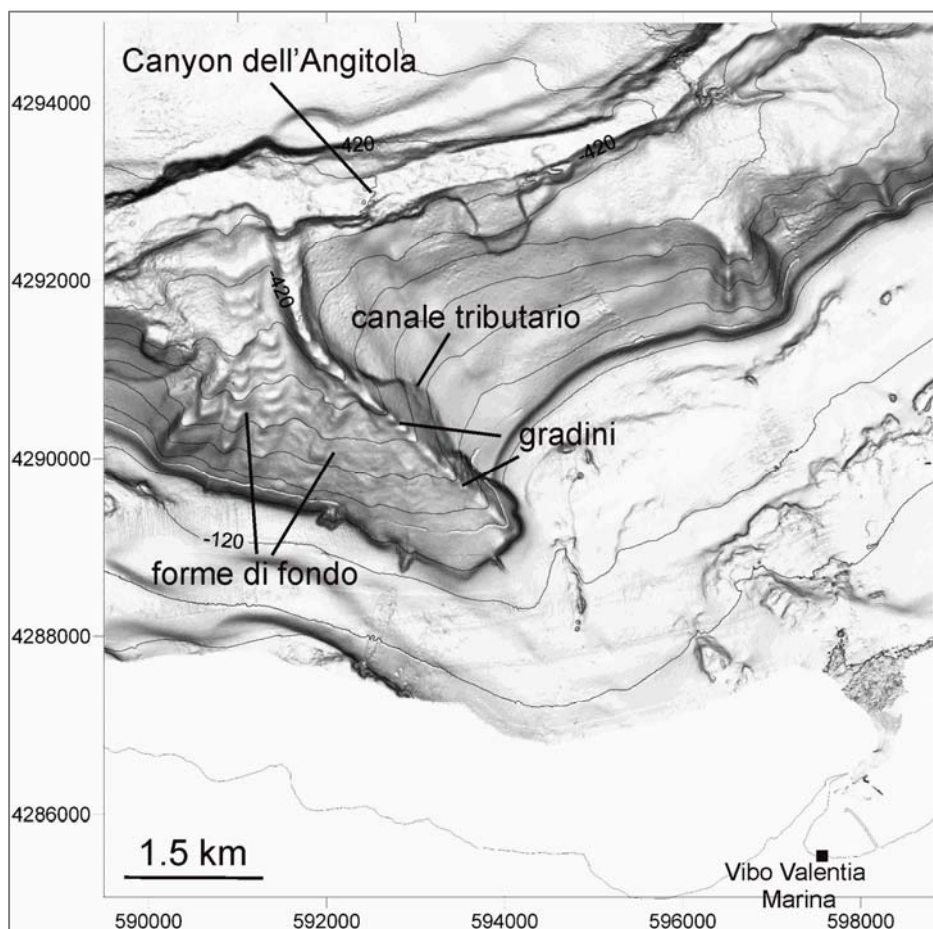 Canyon dell'Angitola
4294000
-420
-420
4292000
-420
canale tributario
gradini
4290000
-120
forme di fondo
4288000
4286000
1.5 km
Vibo Valentia
Marina
590000 592000 594000 596000 598000